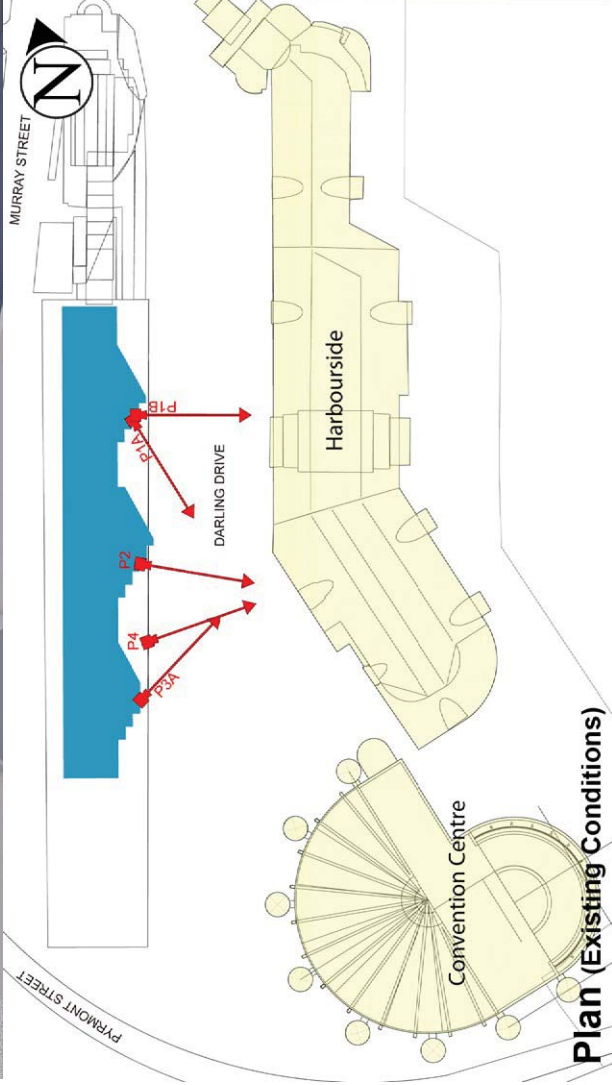 MURRAY STREET
N
P1B
P1A
DARLING DRIVE
P2
P4
P3A
Harbourside
Convention Centre
PYRMONT STREET
Plan (Existing Conditions)